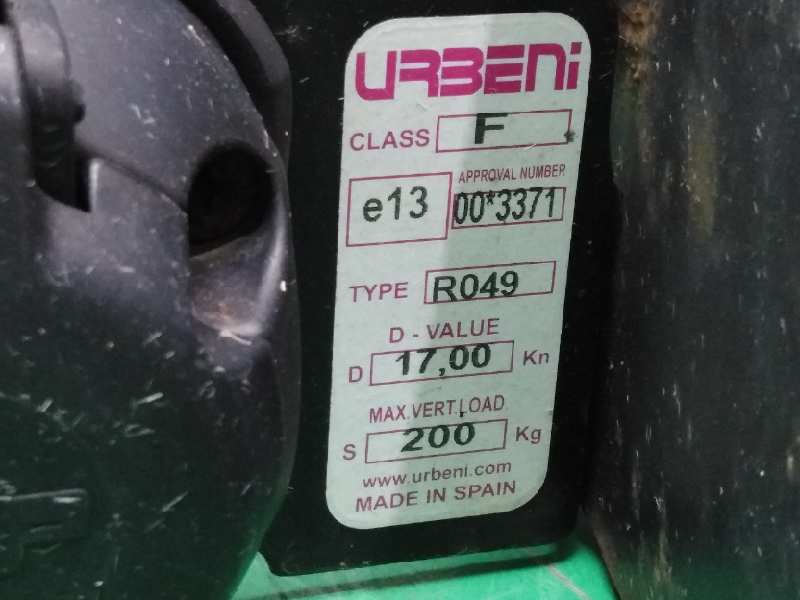 URBENi
CLASS F
e13
APPROVAL NUMBER
00*3371
TYPE R049
D - VALUE
D 17,00 Kn
MAX.VERT.LOAD
S 200 Kg
www.urbeni.com
MADE IN SPAIN